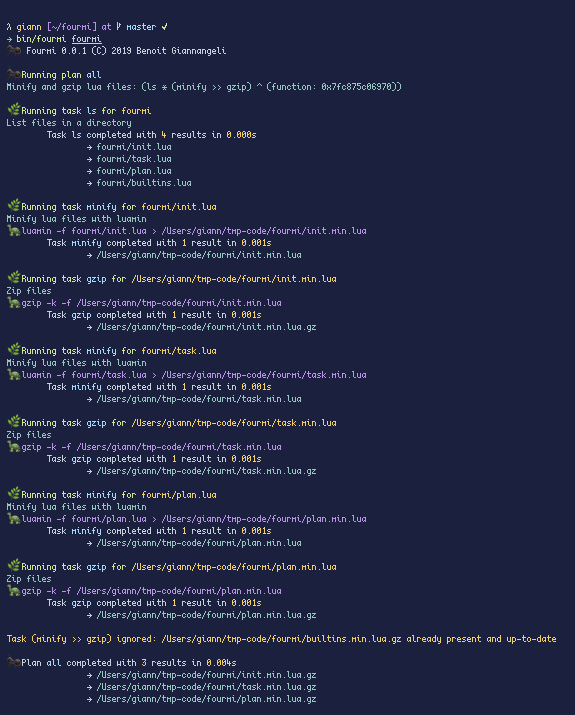 λ giann [~/fourmi] at ᚠ master ✔
→ bin/fourmi fourmi
🐜 Fourmi 0.0.1 (C) 2019 Benoit Giannangeli
🐜Running plan all
Minify and gzip lua files: (ls * (minify >> gzip) ^ (function: 0x7fc875c06970))
🌿Running task ls for fourmi
List files in a directory
Task ls completed with 4 results in 0.000s
→ fourmi/init.lua
→ fourmi/task.lua
→ fourmi/plan.lua
→ fourmi/builtins.lua
🌿Running task minify for fourmi/init.lua
Minify lua files with luamin
🐪luamin -f fourmi/init.lua > /Users/giann/tmp-code/fourmi/init.min.lua
Task minify completed with 1 result in 0.001s
→ /Users/giann/tmp-code/fourmi/init.min.lua
🌿Running task gzip for /Users/giann/tmp-code/fourmi/init.min.lua
Zip files
🐪gzip -k -f /Users/giann/tmp-code/fourmi/init.min.lua
Task gzip completed with 1 result in 0.001s
→ /Users/giann/tmp-code/fourmi/init.min.lua.gz
🌿Running task minify for fourmi/task.lua
Minify lua files with luamin
🐪luamin -f fourmi/task.lua > /Users/giann/tmp-code/fourmi/task.min.lua
Task minify completed with 1 result in 0.001s
→ /Users/giann/tmp-code/fourmi/task.min.lua
🌿Running task gzip for /Users/giann/tmp-code/fourmi/task.min.lua
Zip files
🐪gzip -k -f /Users/giann/tmp-code/fourmi/task.min.lua
Task gzip completed with 1 result in 0.001s
→ /Users/giann/tmp-code/fourmi/task.min.lua.gz
🌿Running task minify for fourmi/plan.lua
Minify lua files with luamin
🐪luamin -f fourmi/plan.lua > /Users/giann/tmp-code/fourmi/plan.min.lua
Task minify completed with 1 result in 0.001s
→ /Users/giann/tmp-code/fourmi/plan.min.lua
🌿Running task gzip for /Users/giann/tmp-code/fourmi/plan.min.lua
Zip files
🐪gzip -k -f /Users/giann/tmp-code/fourmi/plan.min.lua
Task gzip completed with 1 result in 0.001s
→ /Users/giann/tmp-code/fourmi/plan.min.lua.gz
Task (minify >> gzip) ignored: /Users/giann/tmp-code/fourmi/builtins.min.lua.gz already present and up-to-date
🐜Plan all completed with 3 results in 0.004s
→ /Users/giann/tmp-code/fourmi/init.min.lua.gz
→ /Users/giann/tmp-code/fourmi/task.min.lua.gz
→ /Users/giann/tmp-code/fourmi/plan.min.lua.gz